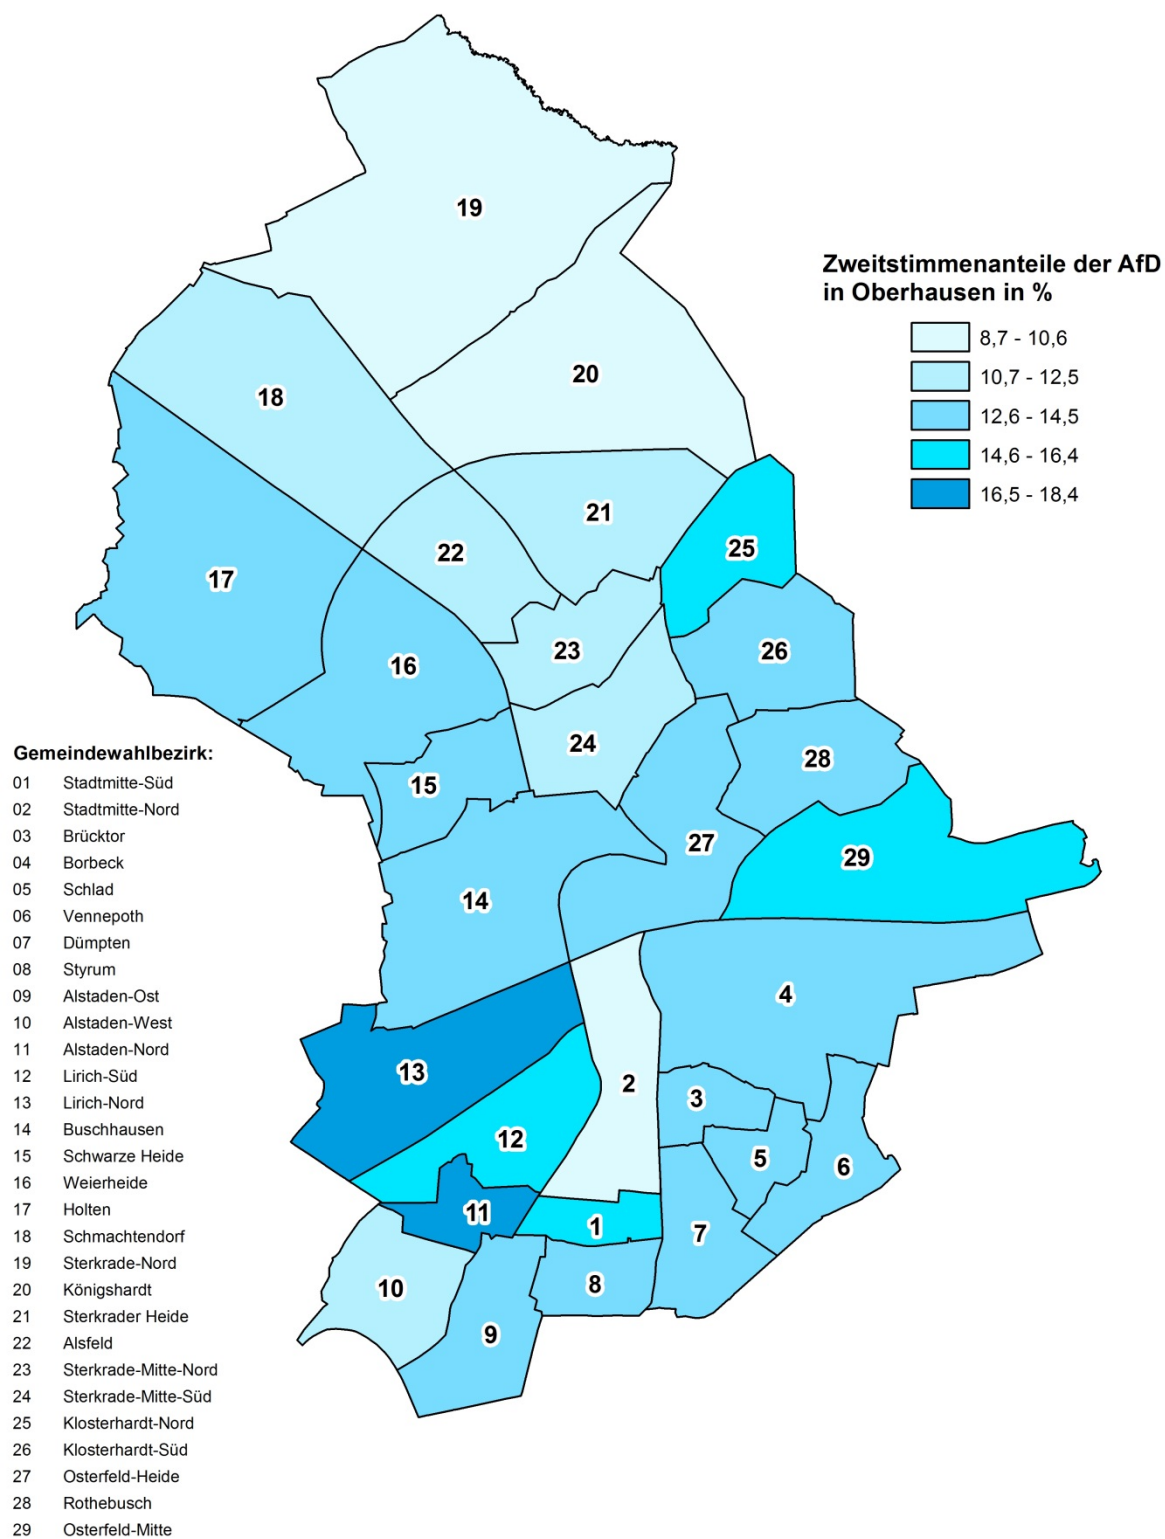 19
Zweitstimmenanteile der AfD
in Oberhausen in %
8,7 - 10,6
10,7 - 12,5
12,6 - 14,5
14,6 - 16,4
16,5 - 18,4
20
18
21
25
22
17
23
26
16
24
28
15
27
29
14
4
13
2
3
12
5
6
11
1
7
10
8
9
Gemeindewahlbezirk:
01 Stadtmitte-Süd
02 Stadtmitte-Nord
03 Brücktor
04 Borbeck
05 Schlad
06 Vennepoth
07 Dümpten
08 Styrum
09 Alstaden-Ost
10 Alstaden-West
11 Alstaden-Nord
12 Lirich-Süd
13 Lirich-Nord
14 Buschhausen
15 Schwarze Heide
16 Weierheide
17 Holten
18 Schmachtendorf
19 Sterkrade-Nord
20 Königshardt
21 Sterkrader Heide
22 Alsfeld
23 Sterkrade-Mitte-Nord
24 Sterkrade-Mitte-Süd
25 Klosterhardt-Nord
26 Klosterhardt-Süd
27 Osterfeld-Heide
28 Rothebusch
29 Osterfeld-Mitte